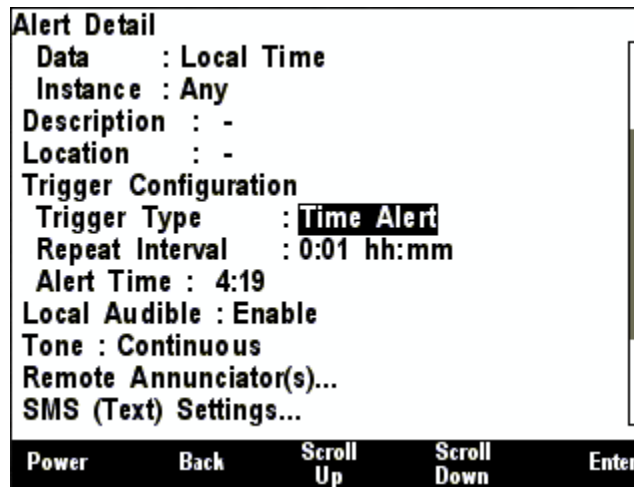 Alert Detail
Data : Local Time
Instance : Any
Description : -
Location : -
Trigger Configuration
Trigger Type : Time Alert
Repeat Interval : 0:01 hh:mm
Alert Time : 4:19
Local Audible : Enable
Tone : Continuous
Remote Annunciator(s)...
SMS (Text) Settings...
Power Back Scroll Up Scroll Down Enter